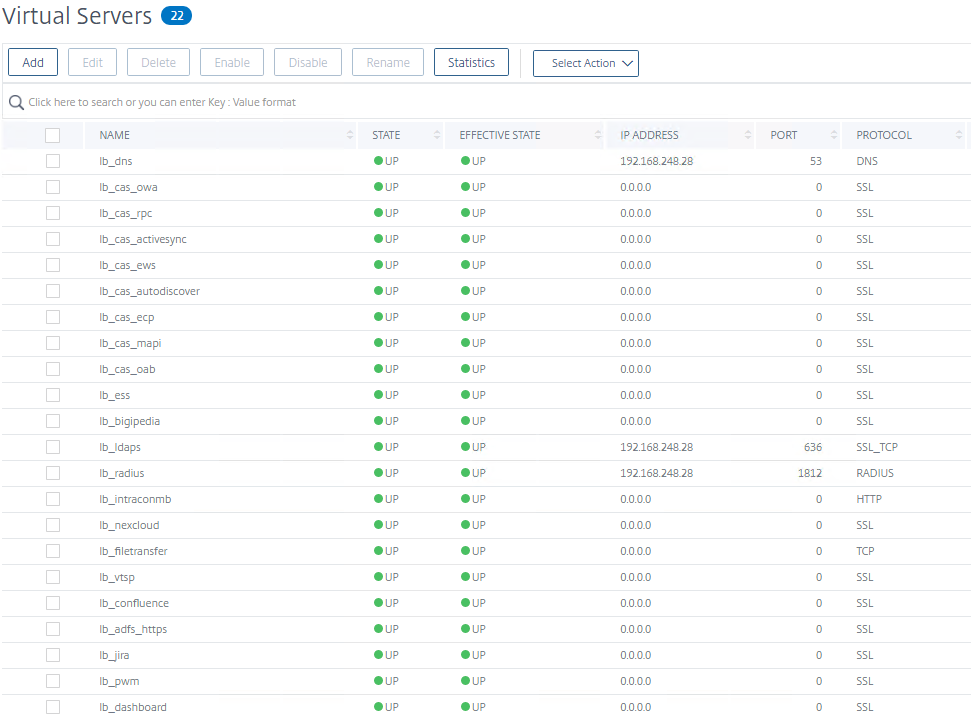 Virtual Servers 22
Add Edit Delete Enable Disable Rename Statistics Select Action
Click here to search or you can enter Key : Value format
NAME STATE EFFECTIVE STATE IP ADDRESS PORT PROTOCOL
lb_dns UP UP 192.168.248.28 53 DNS
lb_cas_owa UP UP 0.0.0.0 0 SSL
lb_cas_rpc UP UP 0.0.0.0 0 SSL
lb_cas_activesync UP UP 0.0.0.0 0 SSL
lb_cas_ews UP UP 0.0.0.0 0 SSL
lb_cas_autodiscover UP UP 0.0.0.0 0 SSL
lb_cas_ecp UP UP 0.0.0.0 0 SSL
lb_cas_mapi UP UP 0.0.0.0 0 SSL
lb_cas_oab UP UP 0.0.0.0 0 SSL
lb_ess UP UP 0.0.0.0 0 SSL
lb_bigipedia UP UP 0.0.0.0 0 SSL
lb_ldaps UP UP 192.168.248.28 636 SSL_TCP
lb_radius UP UP 192.168.248.28 1812 RADIUS
lb_intraconmb UP UP 0.0.0.0 0 HTTP
lb_nexcloud UP UP 0.0.0.0 0 SSL
lb_filetransfer UP UP 0.0.0.0 0 TCP
lb_vtsp UP UP 0.0.0.0 0 SSL
lb_confluence UP UP 0.0.0.0 0 SSL
lb_adfs_https UP UP 0.0.0.0 0 SSL
lb_jira UP UP 0.0.0.0 0 SSL
lb_pwm UP UP 0.0.0.0 0 SSL
lb_dashboard UP UP 0.0.0.0 0 SSL